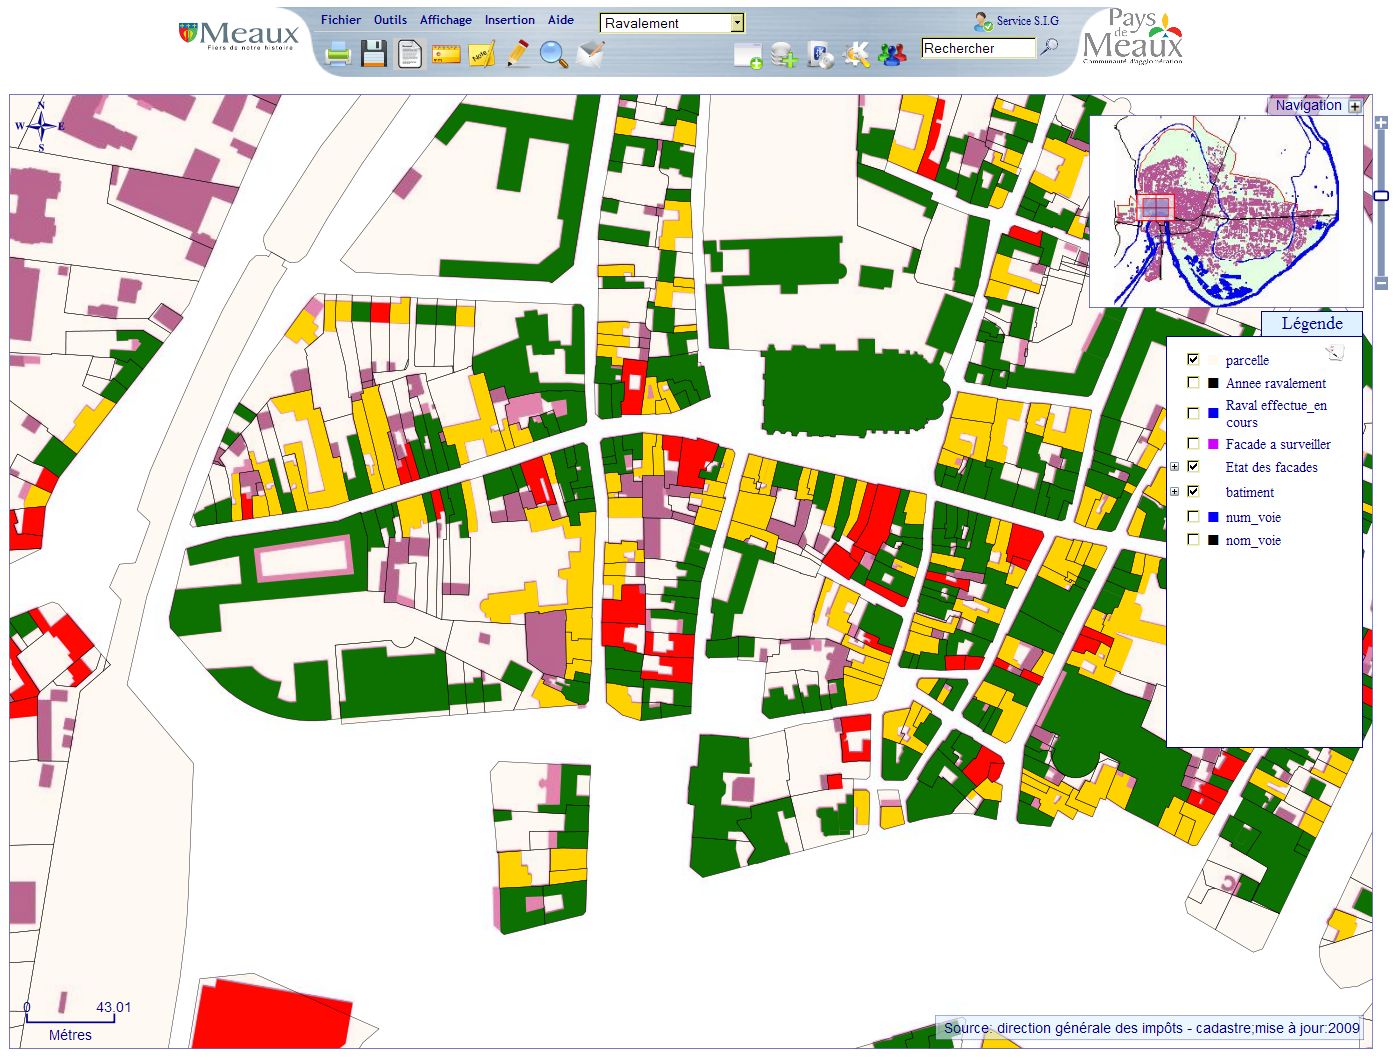 Meaux
Fiers de notre histoire
Fichier Outils Affichage Insertion Aide
Ravalement
Service S.I.G
Rechercher
Note
Pays
de
Meaux
Communauté d'agglomération
N
W E
S
Navigation
Légende
parcelle
Annee ravalement
Raval effectue_en
cours
Facade a surveiller
Etat des facades
batiment
num_voie
nom_voie
0 43.01
Métres
Source: direction générale des impôts - cadastre;mise à jour:2009